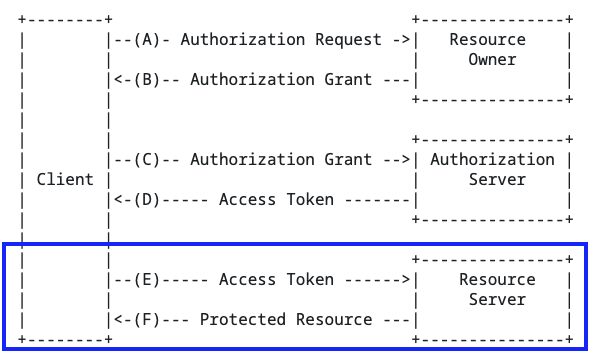 +--------+                               +---------------+
|        |--(A)- Authorization Request ->|   Resource    |
|        |                               |     Owner     |
|        |<-(B)-- Authorization Grant ---|               |
|        |                               +---------------+
|        |
|        |                               +---------------+
|        |--(C)-- Authorization Grant -->| Authorization |
| Client |                               |     Server    |
|        |<-(D)----- Access Token -------|               |
|        |                               +---------------+
|        |
|        |                               +---------------+
|        |--(E)----- Access Token ------>|    Resource   |
|        |                               |     Server    |
|        |<-(F)--- Protected Resource ---|               |
+--------+                               +---------------+